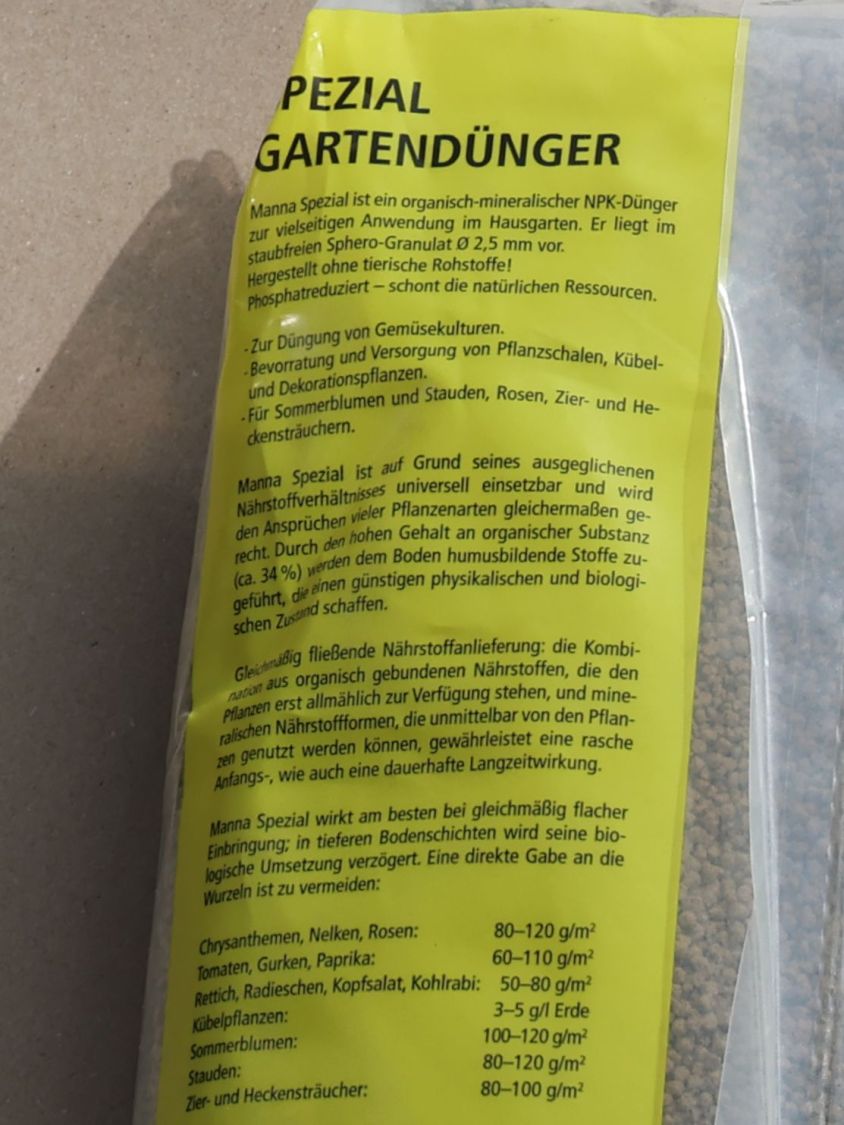 PEZIAL
GARTENDÜNGER
Manna Spezial ist ein organisch-mineralischer NPK-Dünger
zur vielseitigen Anwendung im Hausgarten. Er liegt im
staubfreien Sphero-Granulat Ø 2,5 mm vor.
Hergestellt ohne tierische Rohstoffe!
Phosphatreduziert – schont die natürlichen Ressourcen.
- Zur Düngung von Gemüsekulturen.
- Bevorratung und Versorgung von Pflanzschalen, Kübel-
und Dekorationspflanzen.
- Für Sommerblumen und Stauden, Rosen, Zier- und He-
ckensträuchern.
Manna Spezial ist auf Grund seines ausgeglichenen
Nährstoffverhältnisses universell einsetzbar und wird
den Ansprüchen vieler Pflanzenarten gleichermaßen ge-
recht. Durch den hohen Gehalt an organischer Substanz
(ca. 34 %) werden dem Boden humusbildende Stoffe zu-
geführt, die einen günstigen physikalischen und biologi-
schen Zustand schaffen.
Gleichmäßig fließende Nährstoffanlieferung: die Kombi-
nation aus organisch gebundenen Nährstoffen, die den
Pflanzen erst allmählich zur Verfügung stehen, und mine-
ralischen Nährstoffformen, die unmittelbar von den Pflan-
zen genutzt werden können, gewährleistet eine rasche
Anfangs-, wie auch eine dauerhafte Langzeitwirkung.
Manna Spezial wirkt am besten bei gleichmäßig flacher
Einbringung; in tieferen Bodenschichten wird seine bio-
logische Umsetzung verzögert. Eine direkte Gabe an die
Wurzeln ist zu vermeiden:
Chrysanthemen, Nelken, Rosen: 80–120 g/m²
Tomaten, Gurken, Paprika: 60–110 g/m²
Rettich, Radieschen, Kopfsalat, Kohlrabi: 50–80 g/m²
Kübelpflanzen: 3–5 g/l Erde
Sommerblumen: 100–120 g/m²
Stauden: 80–120 g/m²
Zier- und Heckensträucher: 80–100 g/m²